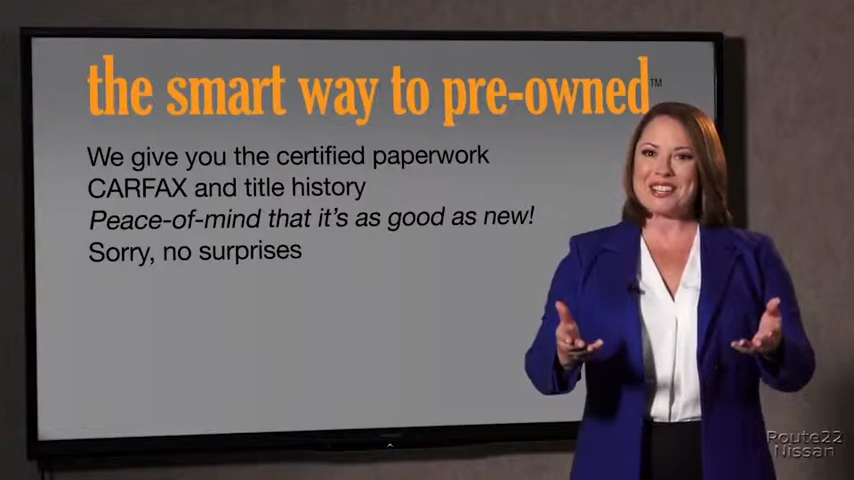 the smart way to pre-owned™
We give you the certified paperwork
CARFAX and title history
Peace-of-mind that it's as good as new!
Sorry, no surprises
Route22
Nissan